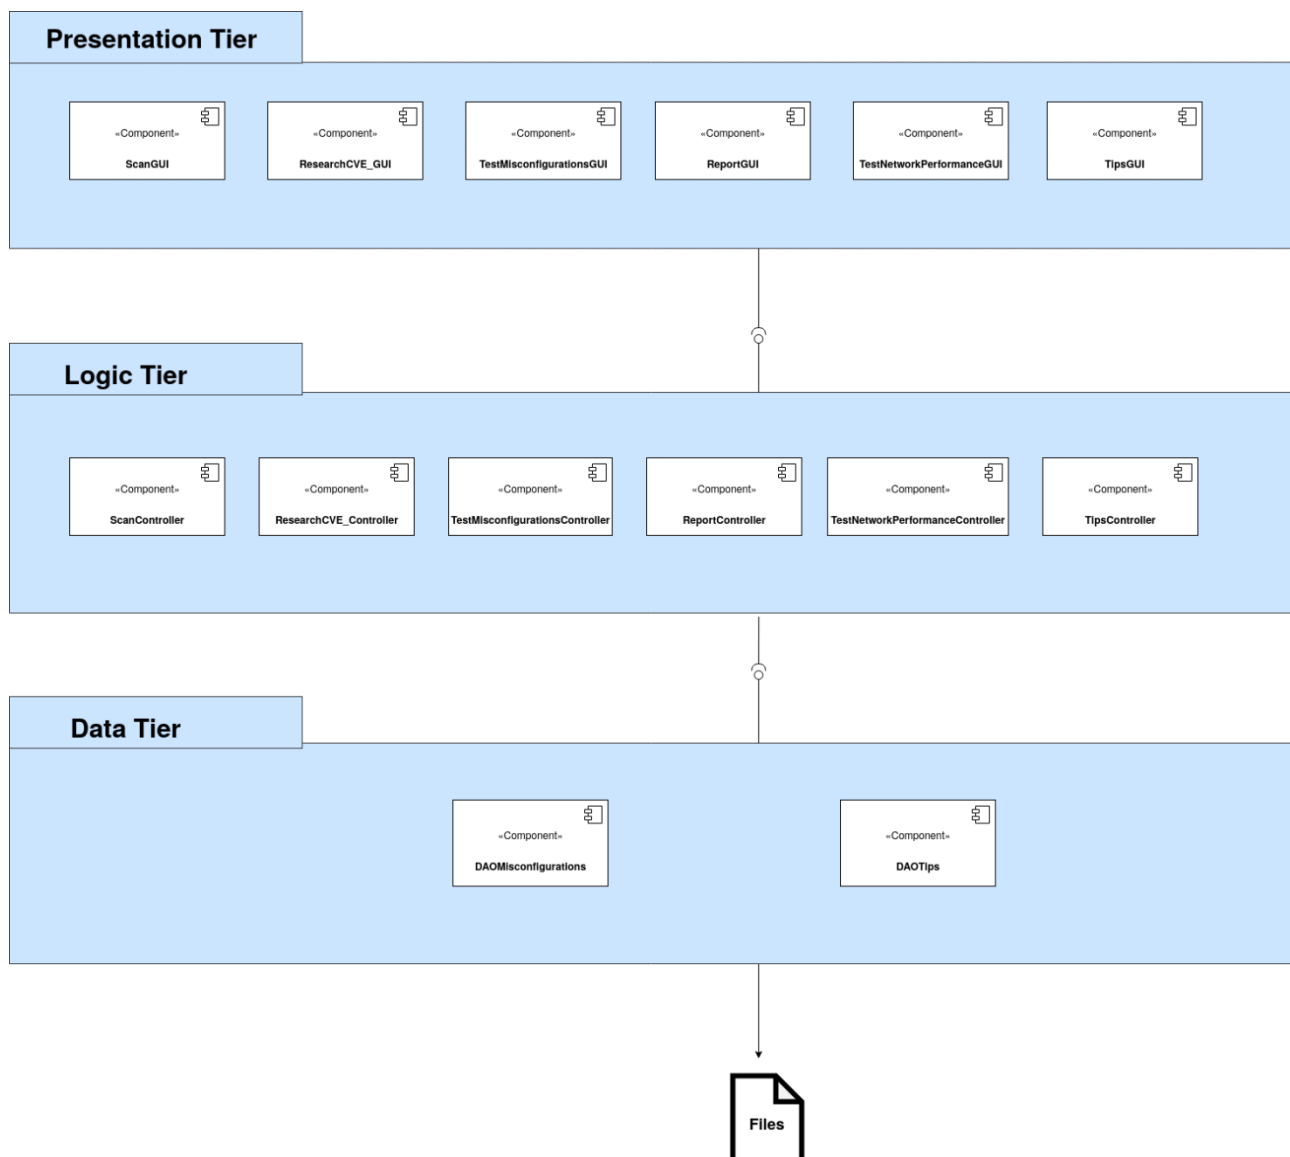 Presentation Tier
«Component» «Component» «Component» «Component» «Component» «Component»
ScanGUI ResearchCVE_GUI TestMisconfigurationsGUI ReportGUI TestNetworkPerformanceGUI TipsGUI
Logic Tier
«Component» «Component» «Component» «Component» «Component» «Component»
ScanController ResearchCVE_Controller TestMisconfigurationsController ReportController TestNetworkPerformanceController TipsController
Data Tier
«Component» «Component»
DAOMisconfigurations DAOTips
Files